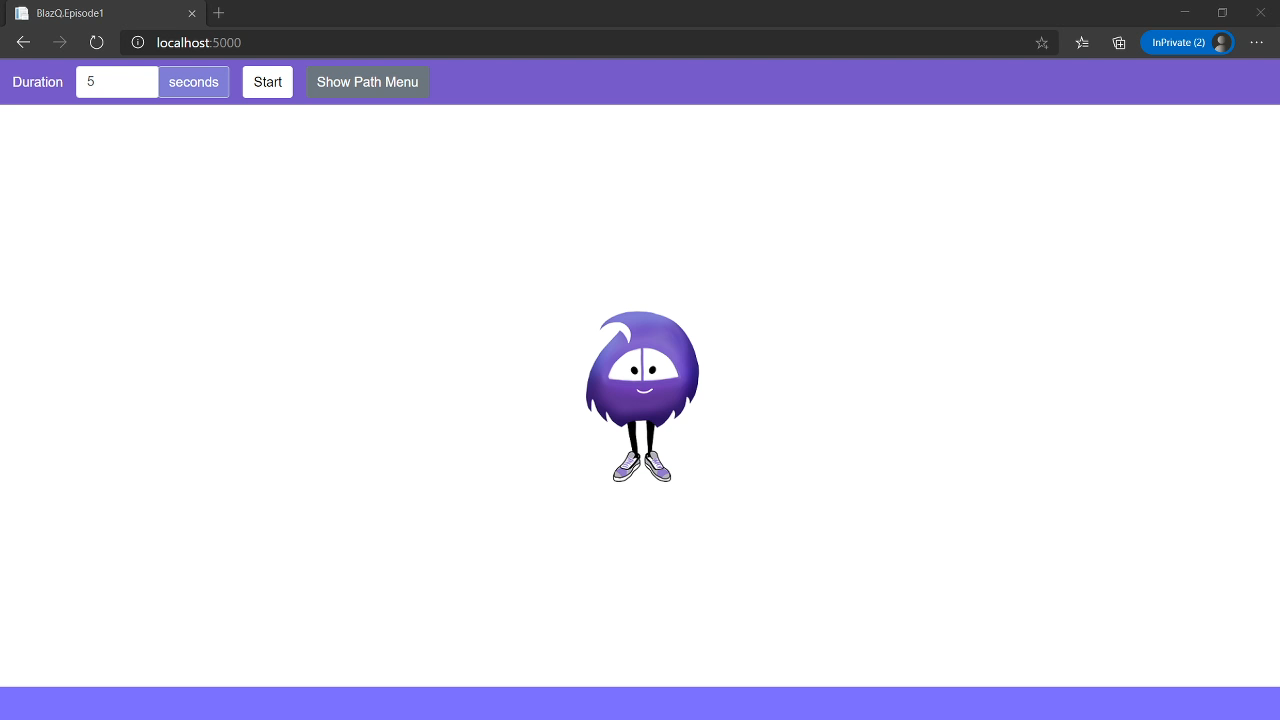 BlazQ.Episode1
localhost:5000
InPrivate (2)
Duration 5 seconds Start Show Path Menu